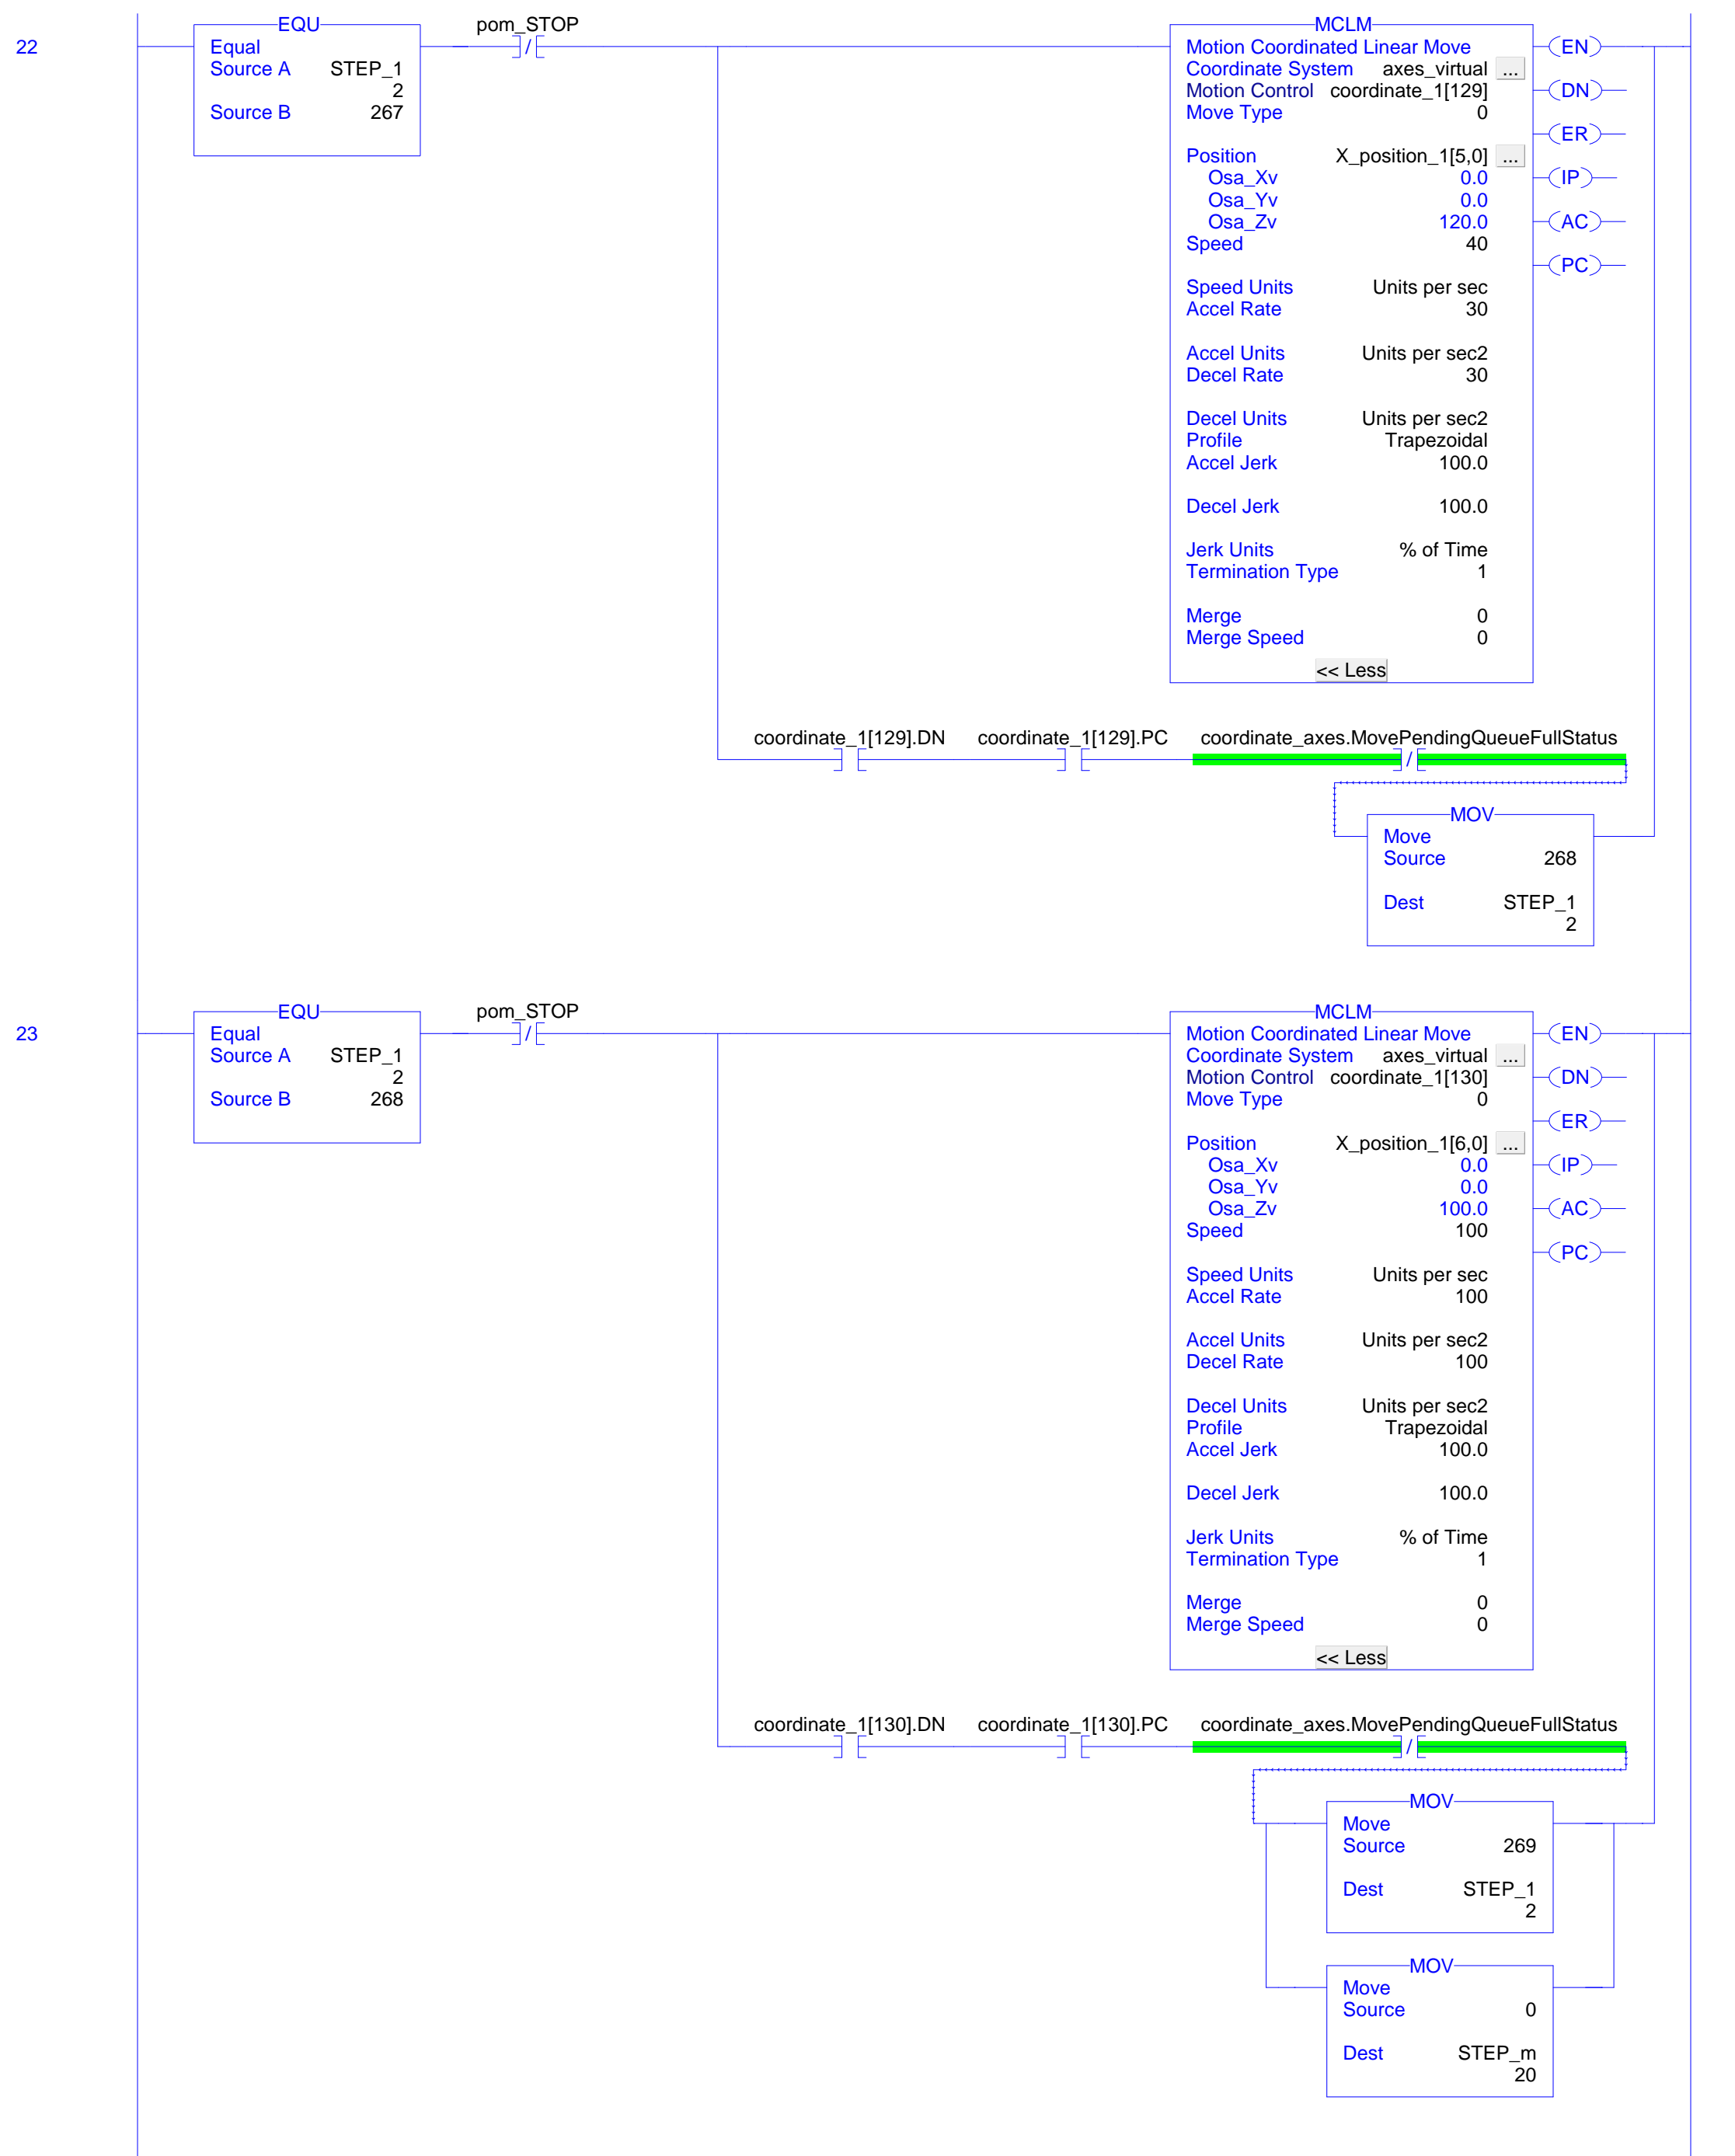 22
EQU
Equal
Source A STEP_1
2
Source B 267
pom_STOP
/
MCLM
Motion Coordinated Linear Move
Coordinate System axes_virtual ...
Motion Control coordinate_1[129]
Move Type 0
Position X_position_1[5,0] ...
Osa_Xv 0.0
Osa_Yv 0.0
Osa_Zv 120.0
Speed 40
Speed Units Units per sec
Accel Rate 30
Accel Units Units per sec2
Decel Rate 30
Decel Units Units per sec2
Profile Trapezoidal
Accel Jerk 100.0
Decel Jerk 100.0
Jerk Units % of Time
Termination Type 1
Merge 0
Merge Speed 0
<< Less
EN
DN
ER
IP
AC
PC
coordinate_1[129].DN coordinate_1[129].PC coordinate_axes.MovePendingQueueFullStatus
/
MOV
Move
Source 268
Dest STEP_1
2
23
EQU
Equal
Source A STEP_1
2
Source B 268
pom_STOP
/
MCLM
Motion Coordinated Linear Move
Coordinate System axes_virtual ...
Motion Control coordinate_1[130]
Move Type 0
Position X_position_1[6,0] ...
Osa_Xv 0.0
Osa_Yv 0.0
Osa_Zv 100.0
Speed 100
Speed Units Units per sec
Accel Rate 100
Accel Units Units per sec2
Decel Rate 100
Decel Units Units per sec2
Profile Trapezoidal
Accel Jerk 100.0
Decel Jerk 100.0
Jerk Units % of Time
Termination Type 1
Merge 0
Merge Speed 0
<< Less
EN
DN
ER
IP
AC
PC
coordinate_1[130].DN coordinate_1[130].PC coordinate_axes.MovePendingQueueFullStatus
/
MOV
Move
Source 269
Dest STEP_1
2
MOV
Move
Source 0
Dest STEP_m
20